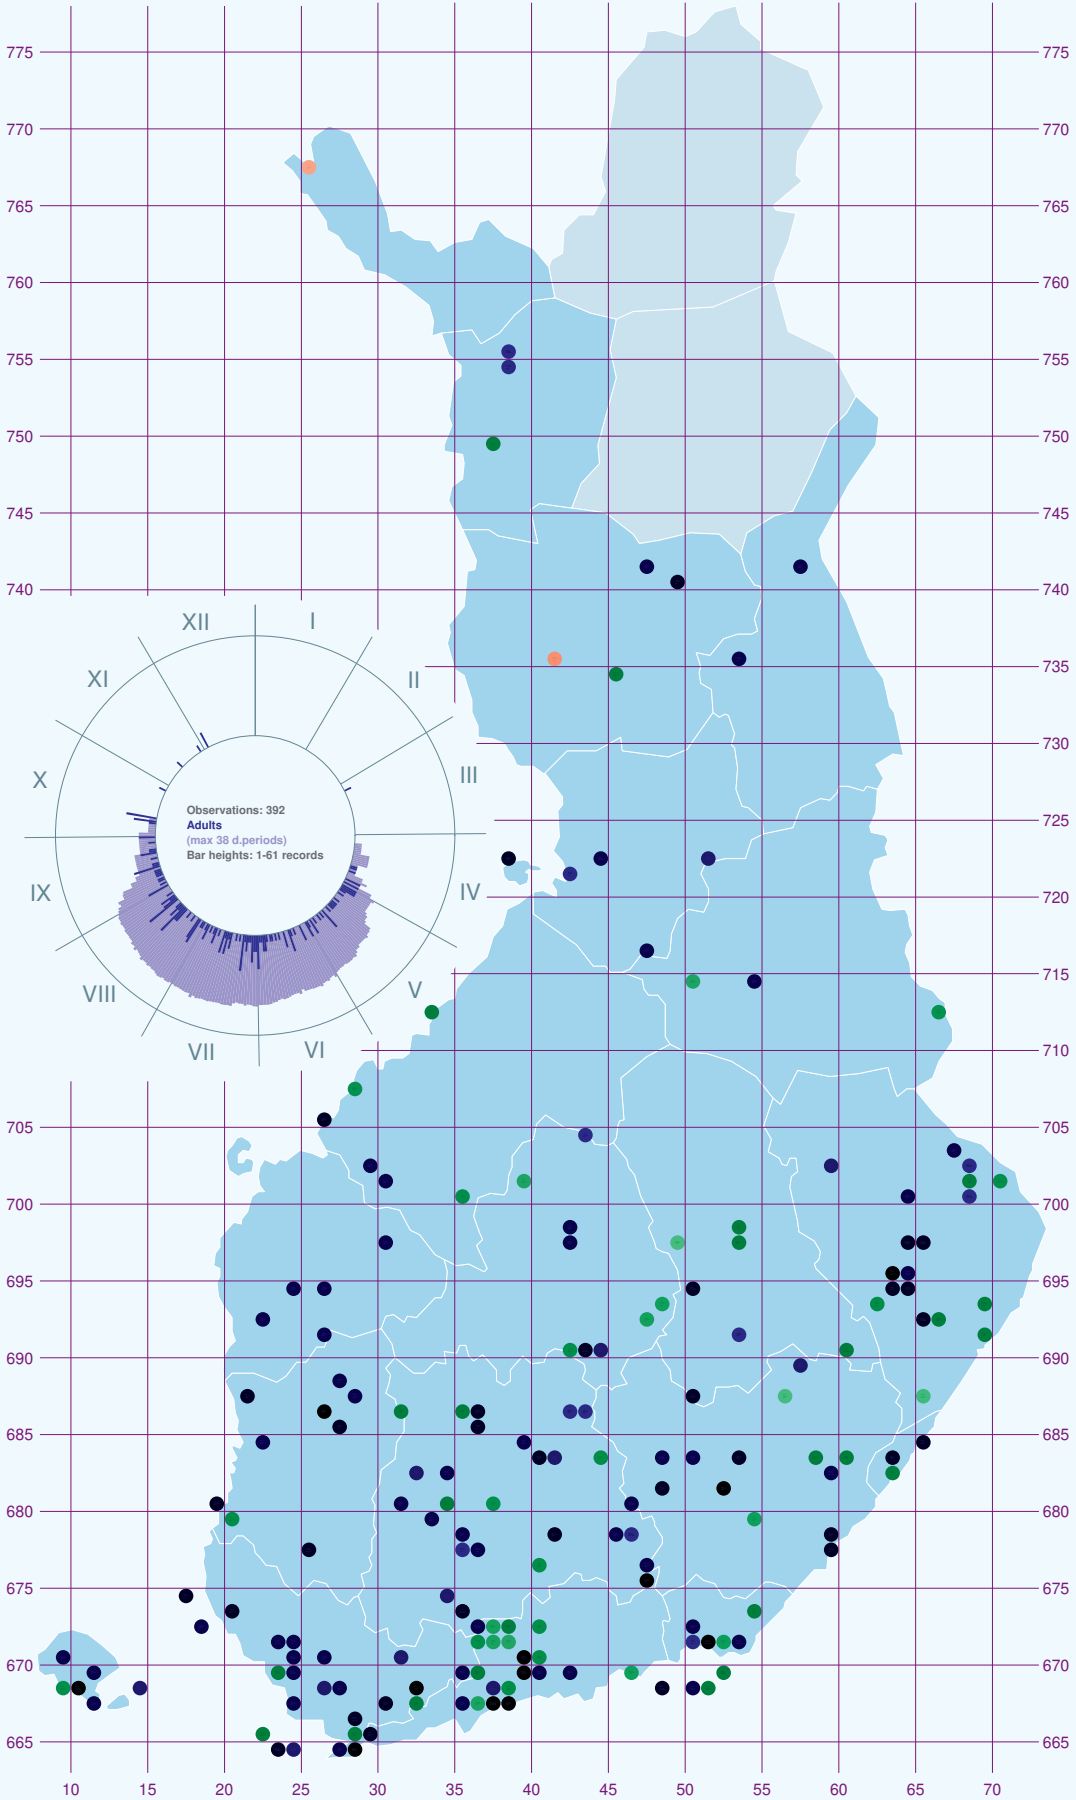 775 775
770 770
765 765
760 760
755 755
750 750
745 745
740 740
XII I
XI II
735 735
730 730
X III
Observations: 392
Adults
(max 38 d.periods)
Bar heights: 1-61 records
725 725
IX IV
720 720
715 715
VIII V
VII VI
710 710
705 705
700 700
695 695
690 690
685 685
680 680
675 675
670 670
665 665
10 15 20 25 30 35 40 45 50 55 60 65 70